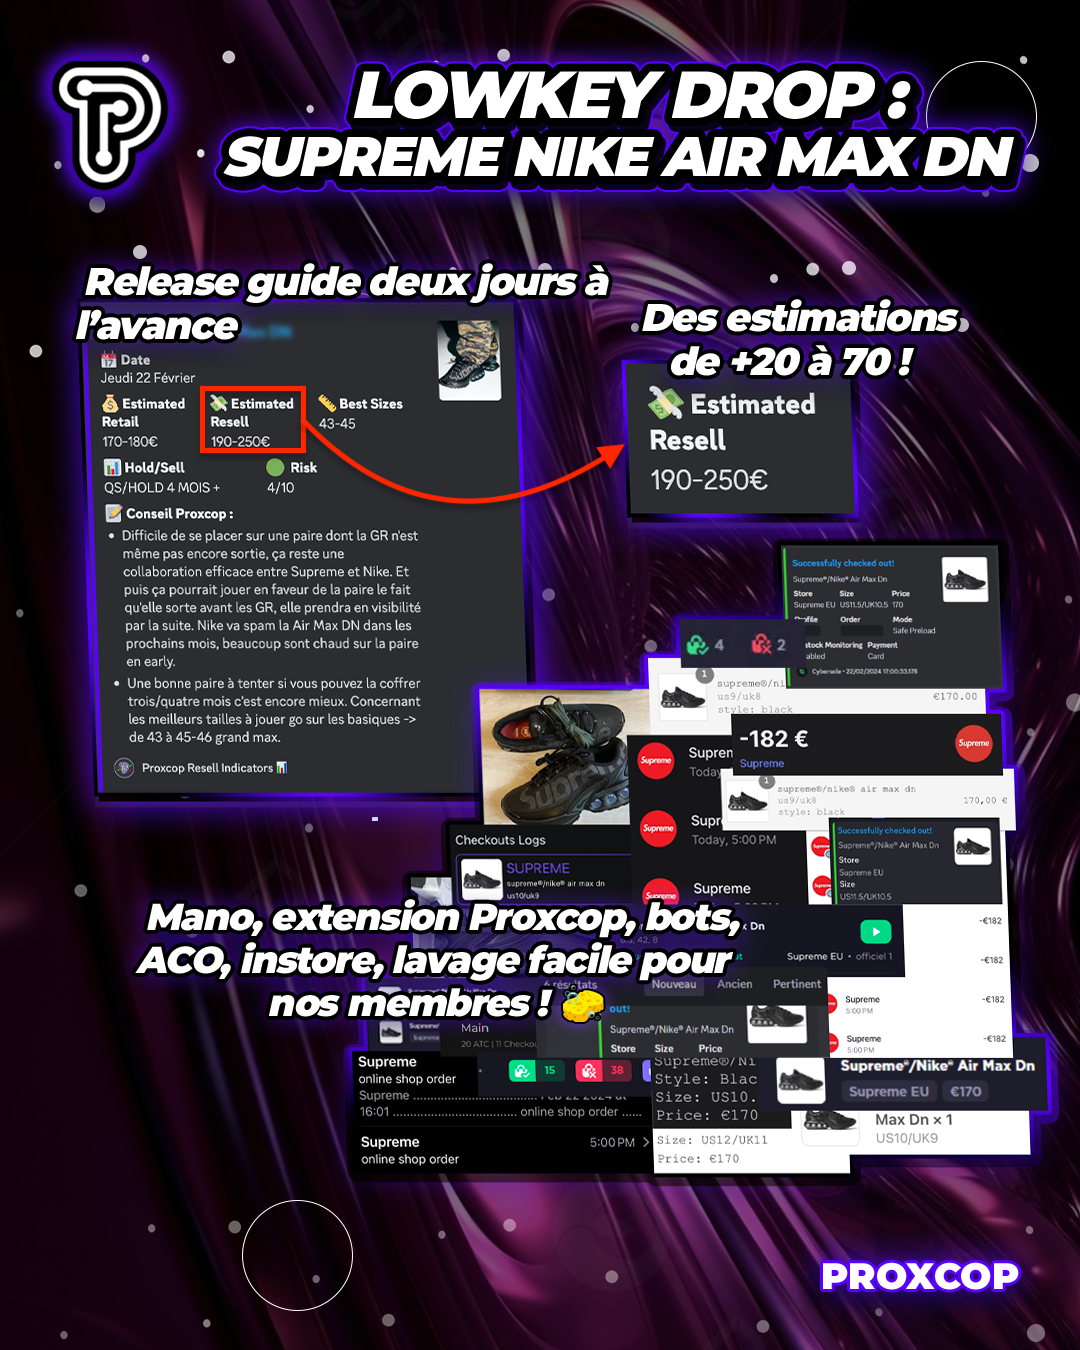 LOWKEY DROP :
SUPREME NIKE AIR MAX DN
Release guide deux jours à
l'avance
Date
Jeudi 22 Février
Estimated
Retail
170-180€
Estimated
Resell
190-250€
Best Sizes
43-45
Hold/Sell
QS/HOLD 4 MOIS +
Risk
4/10
Conseil Proxcop :
• Difficile de se placer sur une paire dont la GR n'est
même pas encore sortie, ça reste une
collaboration efficace entre Supreme et Nike. Et
puis ça pourrait jouer en faveur de la paire le fait
qu'elle sorte avant les GR, elle prendra en visibilité
par la suite. Nike va spam la Air Max DN dans les
prochains mois, beaucoup sont chaud sur la paire
en early.
• Une bonne paire à tenter si vous pouvez la coffrer
trois/quatre mois c'est encore mieux. Concernant
les meilleurs tailles à jouer go sur les basiques ->
de 43 à 45-46 grand max.
Proxcop Resell Indicators
Des estimations
de +20 à 70 !
Estimated
Resell
190-250€
Successfully checked out!
Supreme®/Nike® Air Max Dn
Store Size Price
Supreme EU US11.5/UK10.5 170
Order Mode
Safe Preload
stock Monitoring Payment
Card
Cybersole • 22/02/2024 17:00:33.178
4 2
1
supreme®/ni
us9/uk8
style: black
€170.00
-182 €
Supreme
Supreme
1
supreme®/nike® air max dn
us9/uk8
style: black
170,00 €
Supreme
Today
Supreme
Today, 5:00 PM
Supreme
Supreme
Successfully checked out!
Supreme®/Nike® Air Max Dn
Store
Supreme EU
Size
US11.5/UK10.5
Checkouts Logs
SUPREME
supreme®/nike® air max dn
us10/uk9
Mano, extension Proxcop, bots,
ACO, instore, lavage facile pour
nos membres !
x Dn
Supreme EU • officiel 1
résultats
Nouveau Ancien Pertinent
-€182
-€182
Supreme
5:00 PM
-€182
Supreme
5:00 PM
-€182
Main
out!
Supreme®/Nike® Air Max Dn
Store Size Price
Supreme
online shop order
15 38
Supreme
16:01 online shop order
Supreme
online shop order
5:00 PM
Supreme®/Ni
Style: Blac
Size: US10.
Price: €170
Size: US12/UK11
Price: €170
Supreme®/Nike® Air Max Dn
Supreme EU €170
Max Dn × 1
US10/UK9
PROXCOP